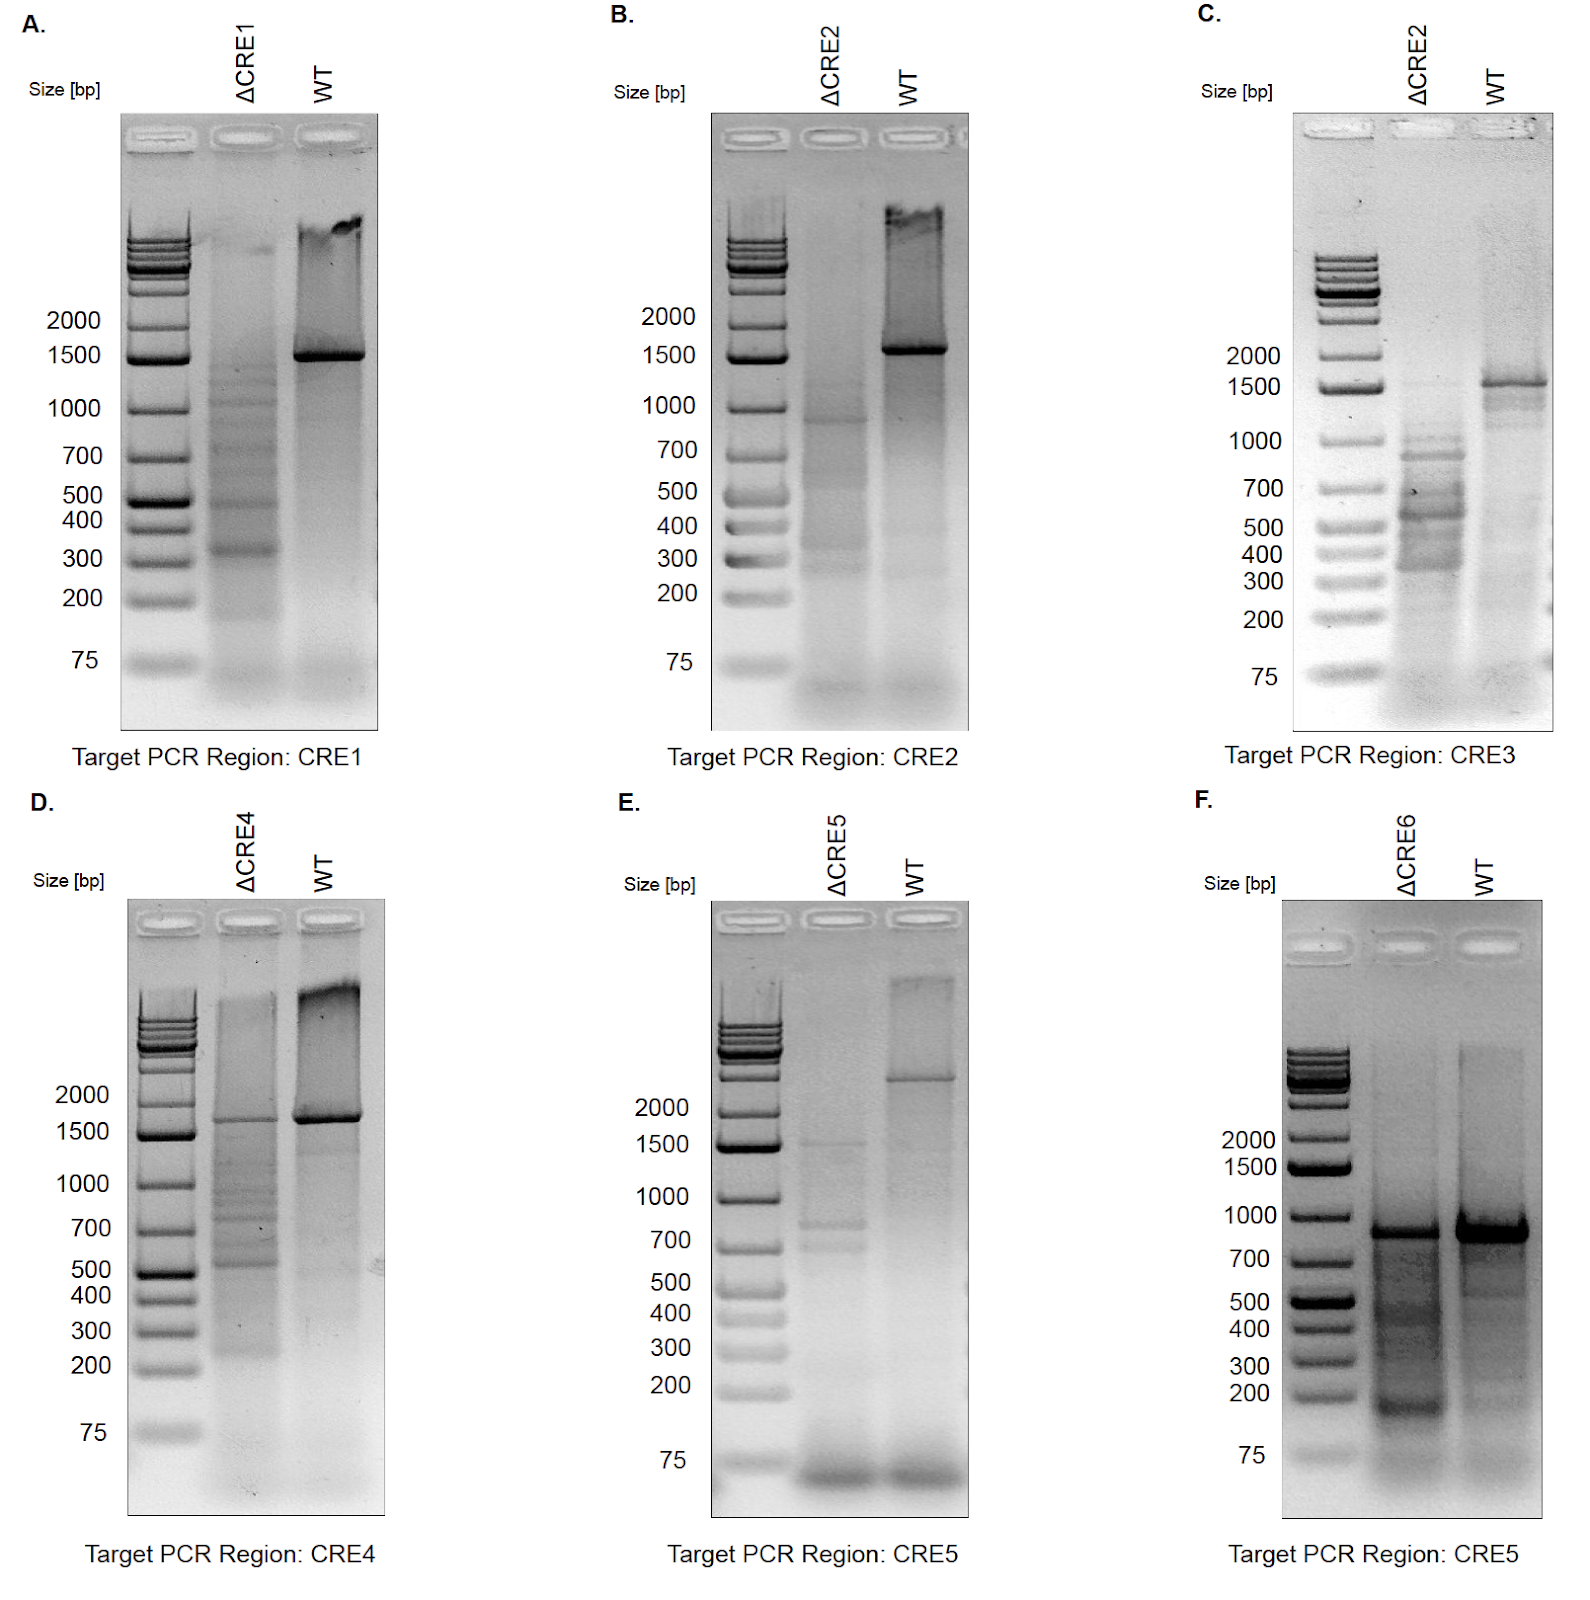 A.
Size [bp]
ΔCRE1
WT
2000
1500
1000
700
500
400
300
200
75
Target PCR Region: CRE1
B.
Size [bp]
ΔCRE2
WT
2000
1500
1000
700
500
400
300
200
75
Target PCR Region: CRE2
C.
Size [bp]
ΔCRE2
WT
2000
1500
1000
700
500
400
300
200
75
Target PCR Region: CRE3
D.
Size [bp]
ΔCRE4
WT
2000
1500
1000
700
500
400
300
200
75
Target PCR Region: CRE4
E.
Size [bp]
ΔCRE5
WT
2000
1500
1000
700
500
400
300
200
75
Target PCR Region: CRE5
F.
Size [bp]
ΔCRE6
WT
2000
1500
1000
700
500
400
300
200
75
Target PCR Region: CRE5